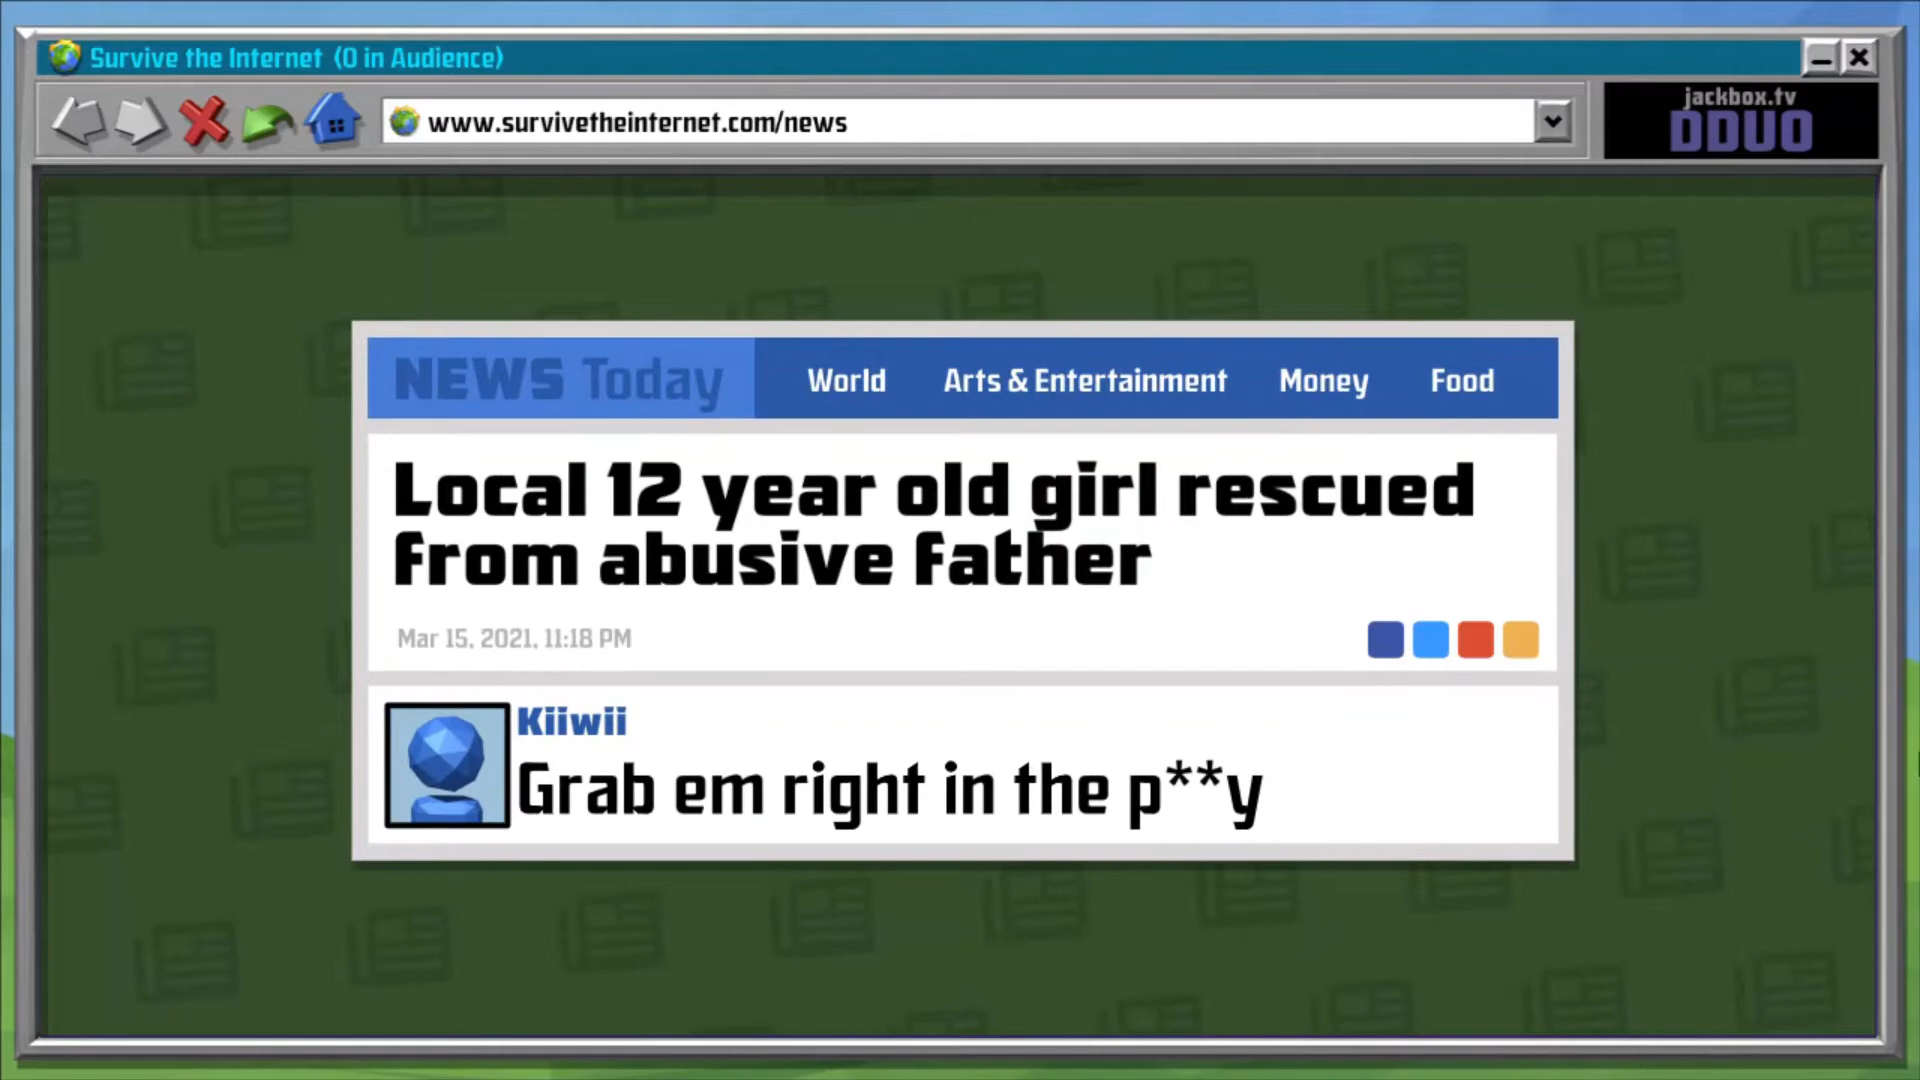 Survive the Internet (0 in Audience)
www.survivetheinternet.com/news
jackbox.tv
DDUO
NEWS Today World Arts & Entertainment Money Food
Local 12 year old girl rescued
from abusive father
Mar 15, 2021, 11:18 PM
Kiiwii
Grab em right in the p**y